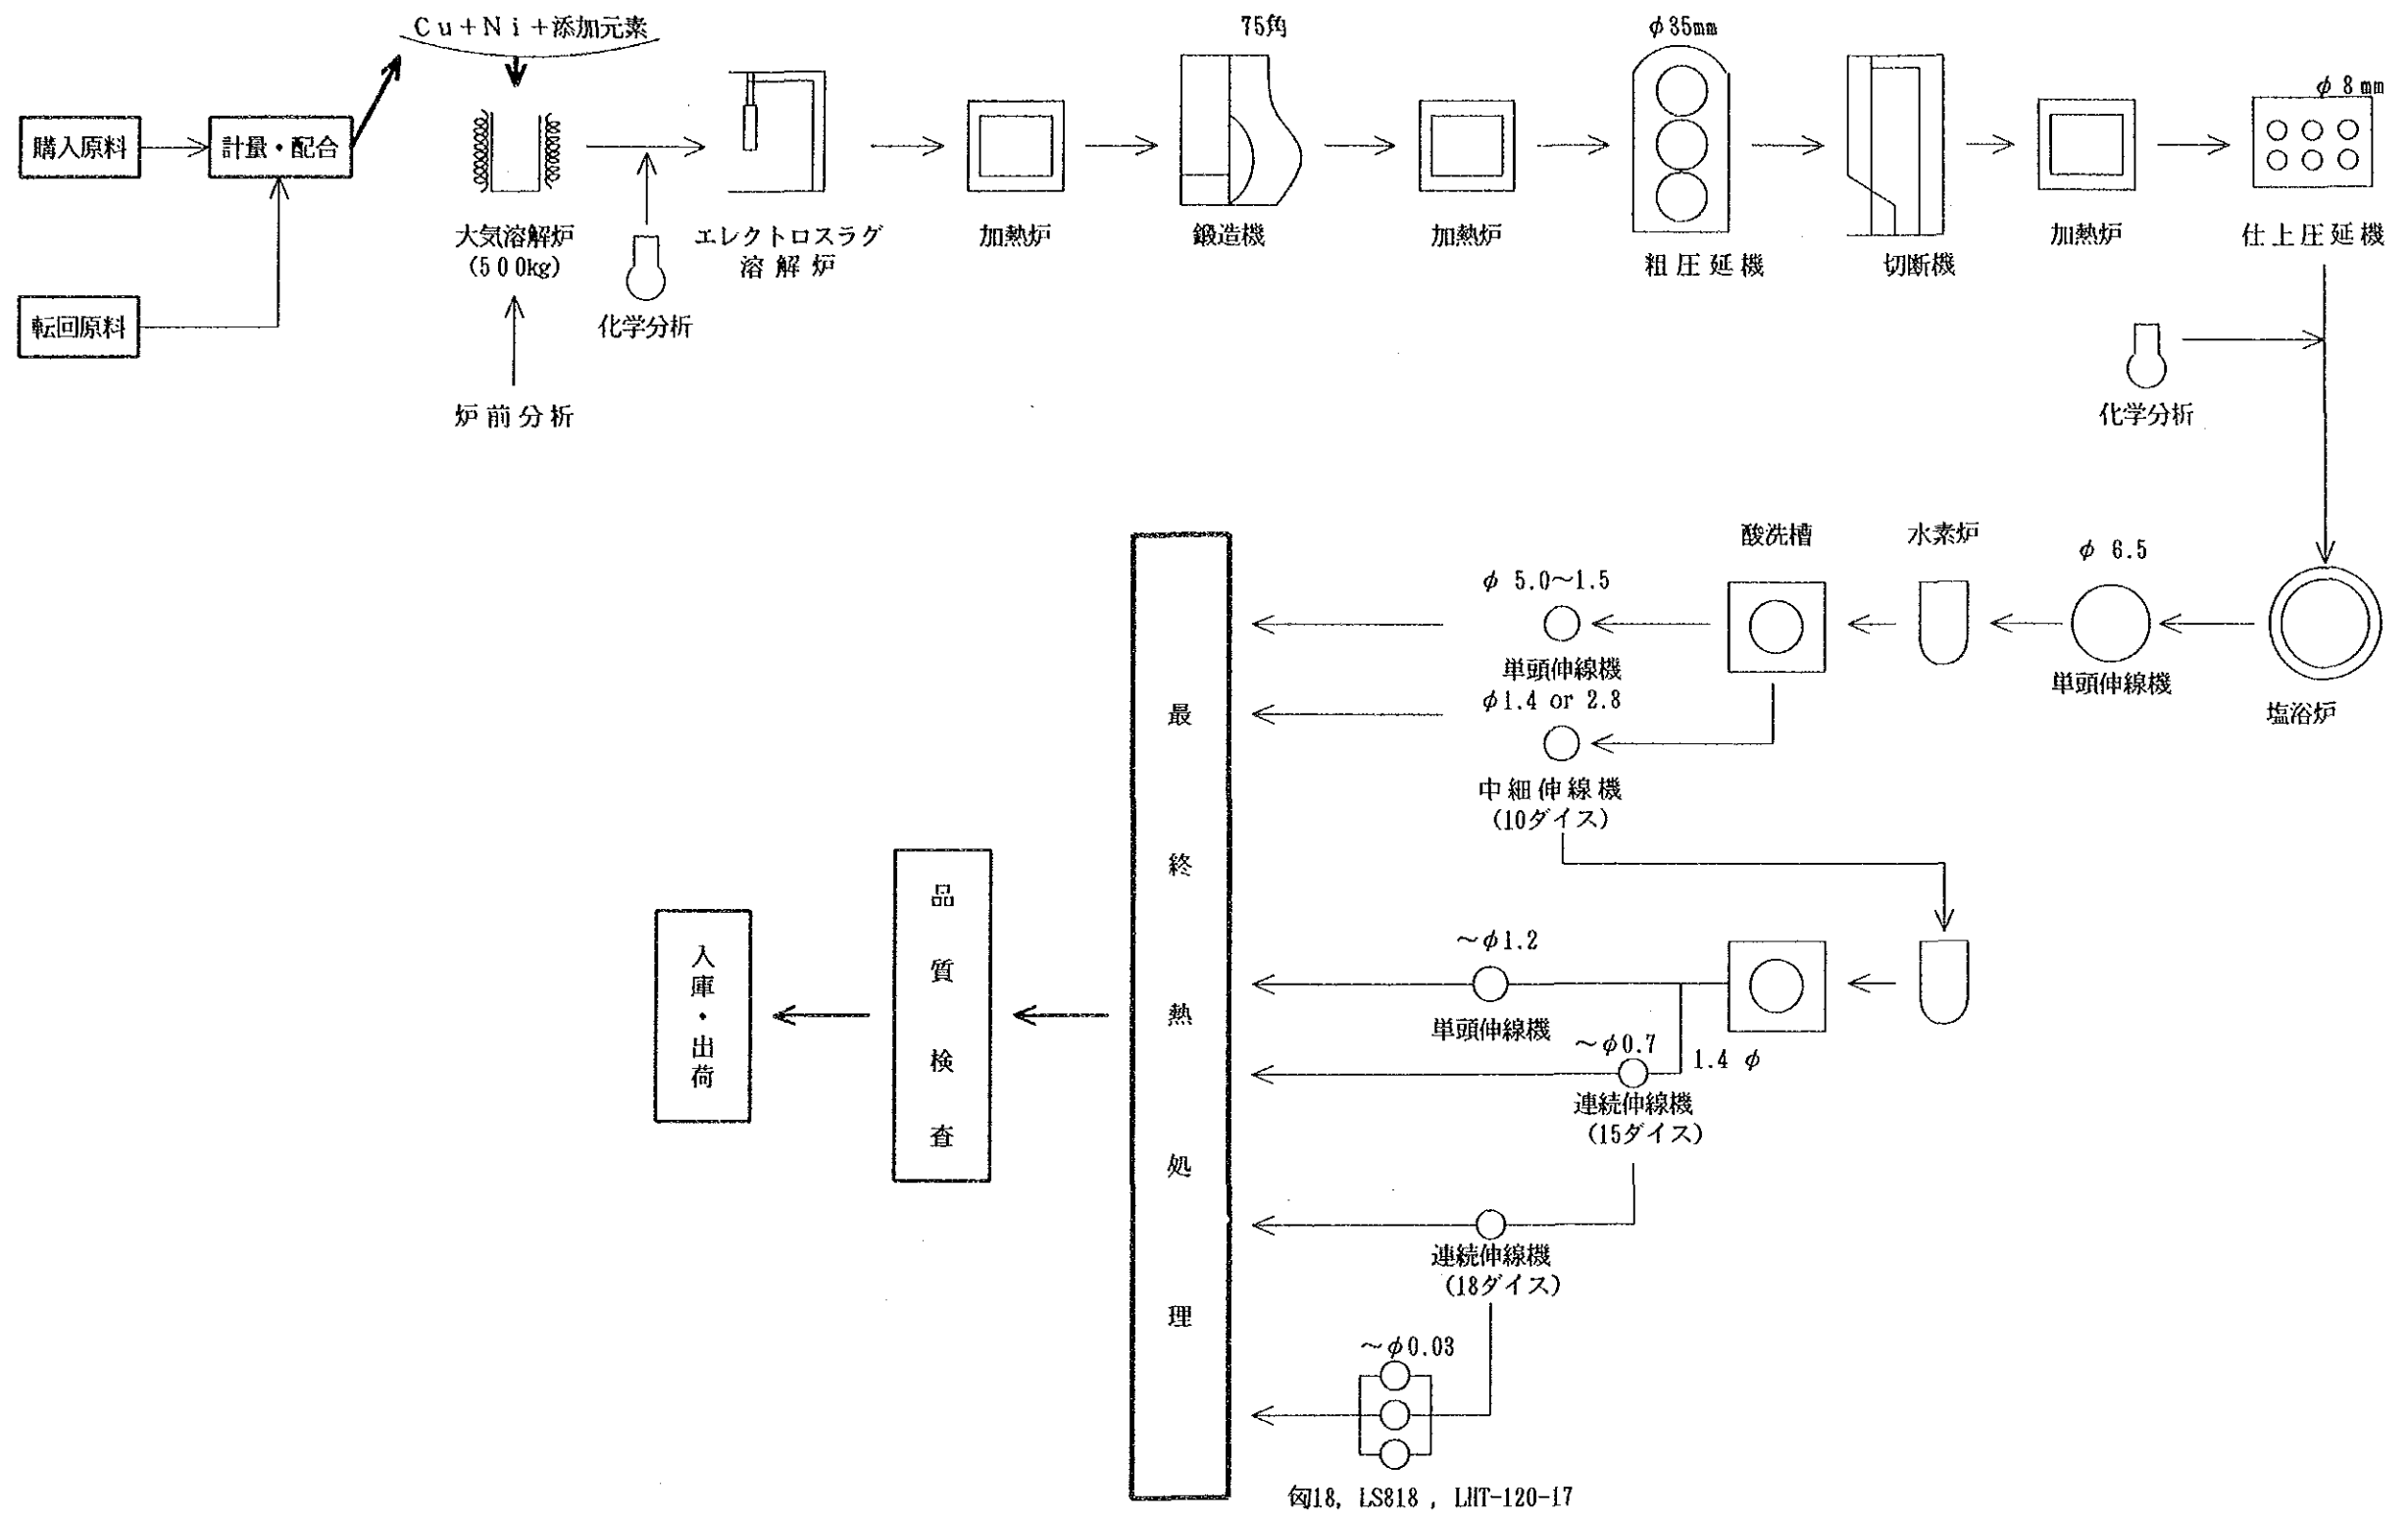 Cu+Ni+添加元素
75角
φ35mm
φ 8 mm
購入原料
計量・配合
大気溶解炉
(500kg)
エレクトロスラグ
溶解炉
加熱炉
鍛造機
加熱炉
粗圧延機
切断機
加熱炉
仕上圧延機
転回原料
化学分析
炉前分析
化学分析
酸洗槽
水素炉
φ 6.5
φ 5.0～1.5
単頭伸線機
単頭伸線機
塩浴炉
φ1.4 or 2.8
中細伸線機
(10ダイス)
～φ1.2
単頭伸線機
～φ0.7
1.4 φ
連続伸線機
(15ダイス)
連続伸線機
(18ダイス)
～φ0.03
18, LS818 , LHT-120-17
最終熱処理
品質検査
入庫・出荷